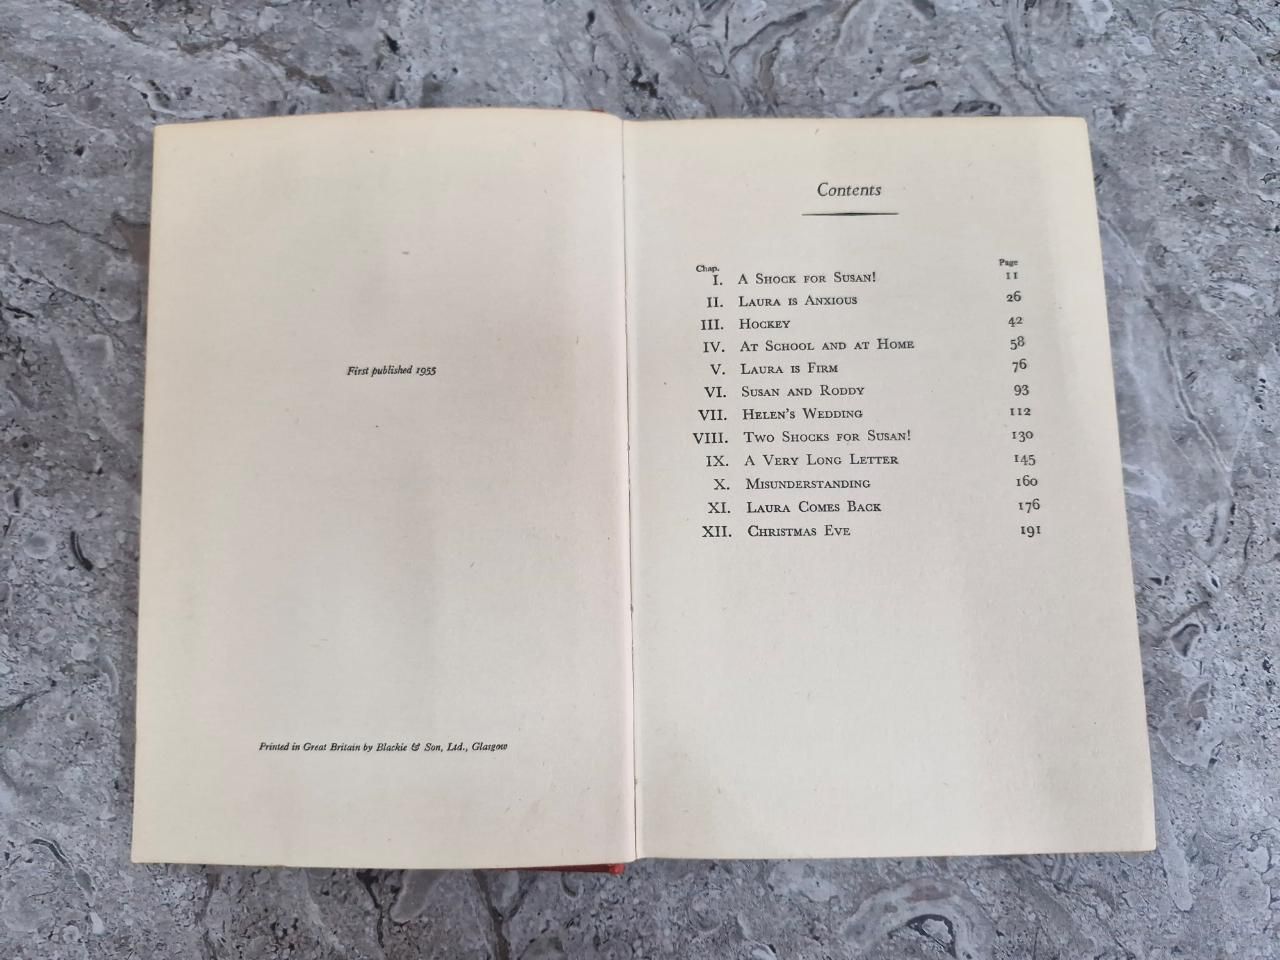 First published 1955
Printed in Great Britain by Blackie & Son, Ltd., Glasgow
Contents
Chap. Page
I. A Shock for Susan! 11
II. Laura is Anxious 26
III. Hockey 42
IV. At School and at Home 58
V. Laura is Firm 76
VI. Susan and Roddy 93
VII. Helen's Wedding 112
VIII. Two Shocks for Susan! 130
IX. A Very Long Letter 145
X. Misunderstanding 160
XI. Laura Comes Back 176
XII. Christmas Eve 191